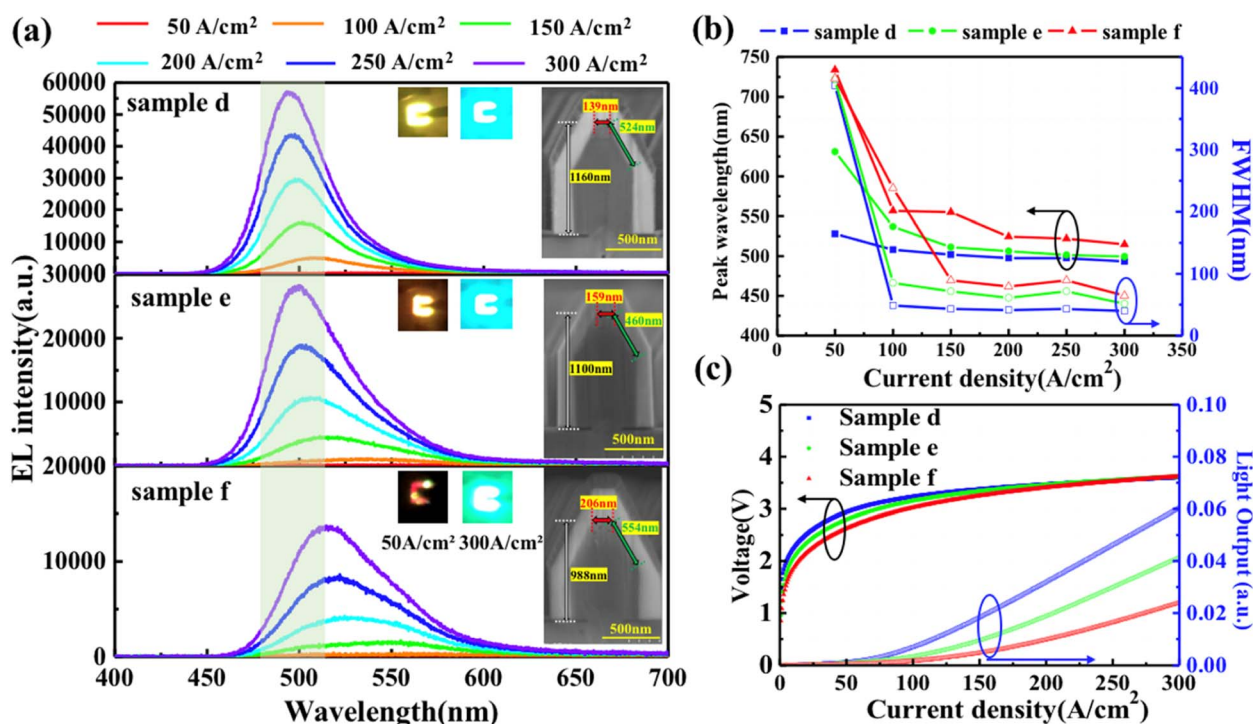 (a)
50 A/cm²
100 A/cm²
150 A/cm²
200 A/cm²
250 A/cm²
300 A/cm²
EL intensity(a.u.)
60000
50000
40000
30000
20000
10000
30000
sample d
139nm
524nm
1160nm
500nm
20000
10000
20000
sample e
159nm
460nm
1100nm
500nm
10000
0
sample f
50A/cm² 300A/cm²
206nm
554nm
988nm
500nm
400 450 500 550 600 650 700
Wavelength(nm)
(b)
sample d
sample e
sample f
Peak wavelength(nm)
750
700
650
600
550
500
450
400
FWHM(nm)
400
300
200
100
0
0 50 100 150 200 250 300 350
Current density(A/cm²)
(c)
Sample d
Sample e
Sample f
Voltage(V)
5
4
3
2
1
0
Light Output (a.u.)
0.10
0.08
0.06
0.04
0.02
0.00
0 50 100 150 200 250 300
Current density(A/cm²)